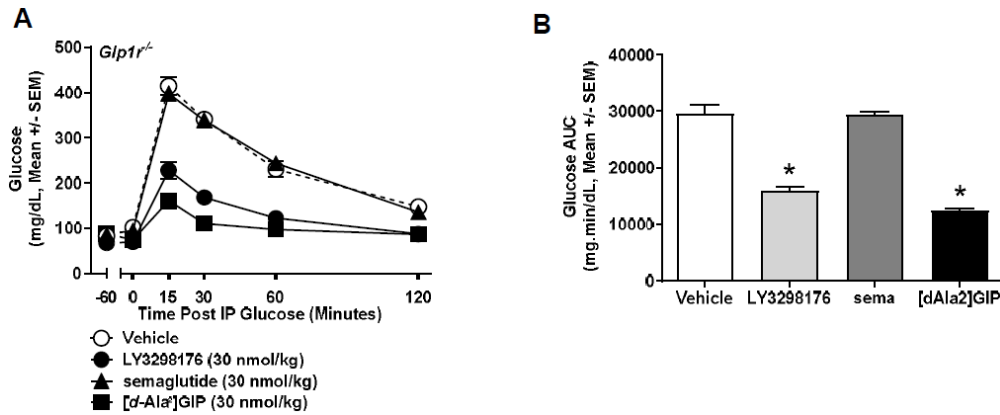 A
Glp1r-/-
Glucose
(mg/dL, Mean +/- SEM)
500
400
300
200
100
0
-60
0
15
30
60
120
Time Post IP Glucose (Minutes)
Vehicle
LY3298176 (30 nmol/kg)
semaglutide (30 nmol/kg)
[d-Ala²]GIP (30 nmol/kg)
B
Glucose AUC
(mg.min/dL, Mean +/- SEM)
40000
30000
20000
10000
0
*
*
Vehicle
LY3298176
sema
[dAla2]GIP